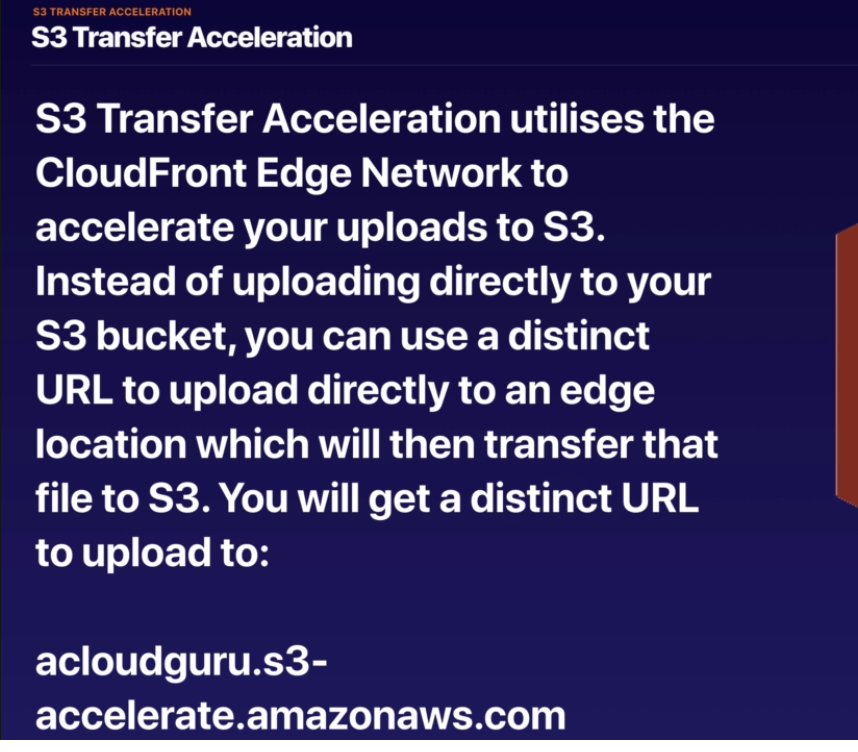 S3 TRANSFER ACCELERATION
S3 Transfer Acceleration
S3 Transfer Acceleration utilises the
CloudFront Edge Network to
accelerate your uploads to S3.
Instead of uploading directly to your
S3 bucket, you can use a distinct
URL to upload directly to an edge
location which will then transfer that
file to S3. You will get a distinct URL
to upload to:
acloudguru.s3-
accelerate.amazonaws.com